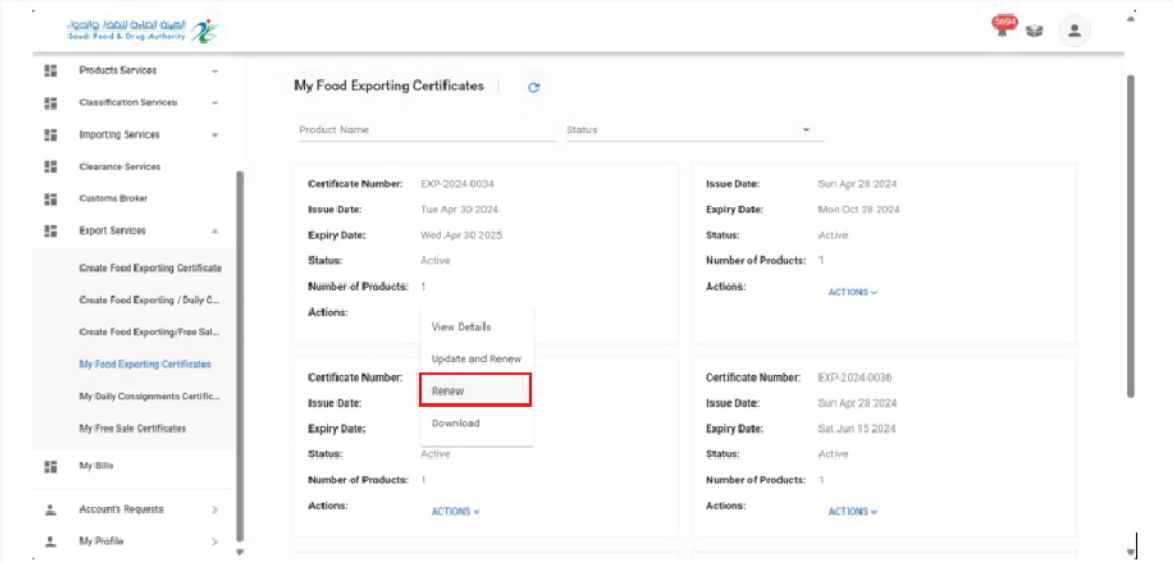 الهيئة العامة للغذاء والدواء
Saudi Food & Drug Authority
5694
Products Services
Classification Services
Importing Services
Clearance Services
Customs Broker
Export Services
Create Food Exporting Certificate
Create Food Exporting / Daily C...
Create Food Exporting/Free Sal...
My Food Exporting Certificates
My Daily Consignments Certific...
My Free Sale Certificates
My Bills
Account's Requests
My Profile
My Food Exporting Certificates
Product Name Status
Certificate Number: EXP-2024-0034
Issue Date: Tue Apr 30 2024
Expiry Date: Wed Apr 30 2025
Status: Active
Number of Products: 1
Actions:
View Details
Update and Renew
Renew
Download
Issue Date: Sun Apr 28 2024
Expiry Date: Mon Oct 28 2024
Status: Active
Number of Products: 1
Actions: ACTIONS
Certificate Number:
Issue Date:
Expiry Date:
Status: Active
Number of Products: 1
Actions: ACTIONS
Certificate Number: EXP-2024-0036
Issue Date: Sun Apr 28 2024
Expiry Date: Sat Jun 15 2024
Status: Active
Number of Products: 1
Actions: ACTIONS